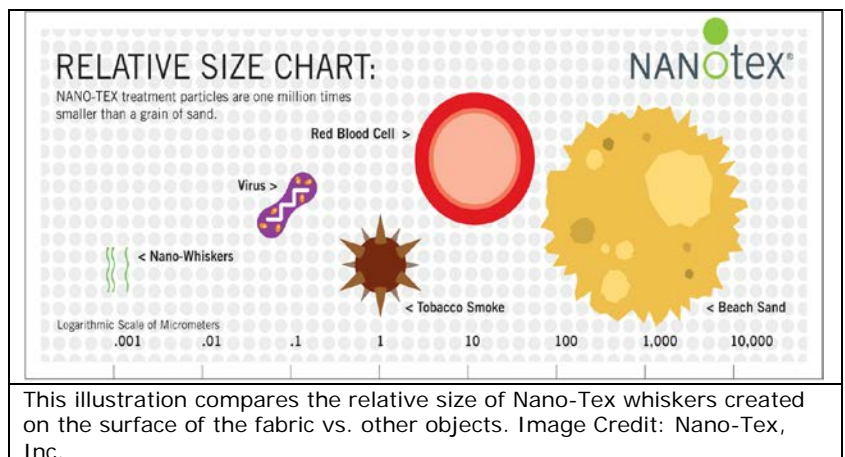 RELATIVE SIZE CHART:
NANO-TEX treatment particles are one million times
smaller than a grain of sand.
NANOtex®
Red Blood Cell >
Virus >
< Nano-Whiskers
< Tobacco Smoke
< Beach Sand
Logarithmic Scale of Micrometers
.001 .01 .1 1 10 100 1,000 10,000
This illustration compares the relative size of Nano-Tex whiskers created
on the surface of the fabric vs. other objects. Image Credit: Nano-Tex,
Inc.